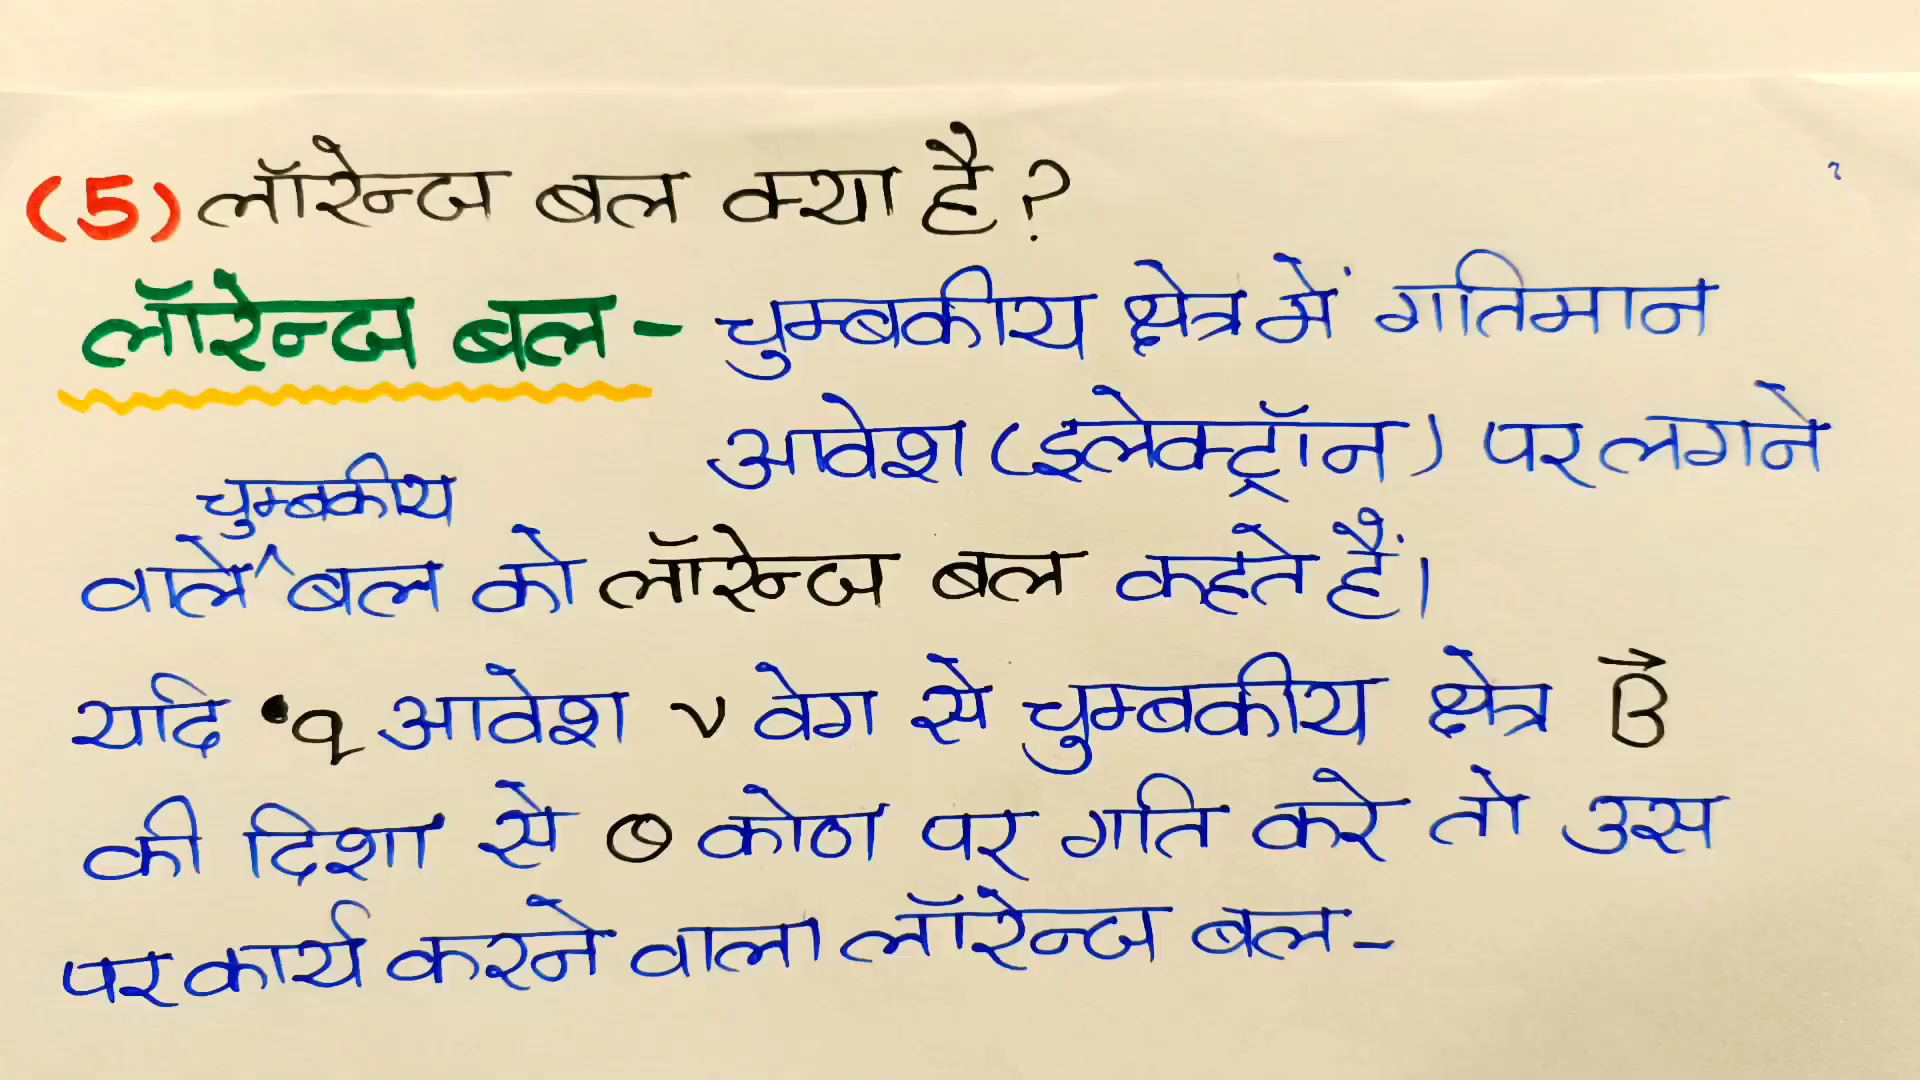 (5) लॉरेन्ज बल क्या है?
लॉरेन्ज बल - चुम्बकीय क्षेत्र में गतिमान
आवेश (इलेक्ट्रॉन) पर लगने
चुम्बकीय
वाले ^ बल को लॉरेन्ज बल कहते हैं।
यदि q आवेश v वेग से चुम्बकीय क्षेत्र B⃗
की दिशा से θ कोण पर गति करे तो उस
पर कार्य करने वाला लॉरेन्ज बल -